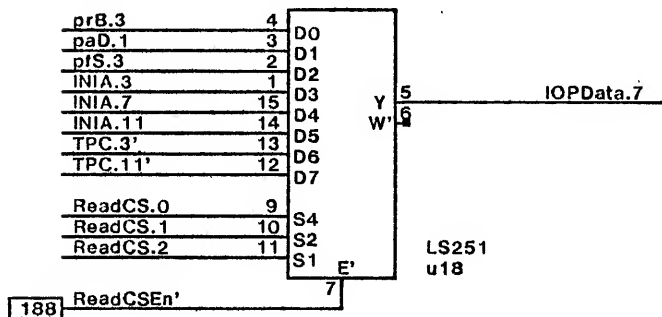 prB.3 4 D0
paD.1 3 D1
pfS.3 2 D2
INIA.3 1 D3
INIA.7 15 D4
INIA.11 14 D5
TPC.3' 13 D6
TPC.11' 12 D7
Y 5 IOPData.7
W' 6
ReadCS.0 9 S4
ReadCS.1 10 S2
ReadCS.2 11 S1
E'
7
LS251
u18
188 ReadCSEn'